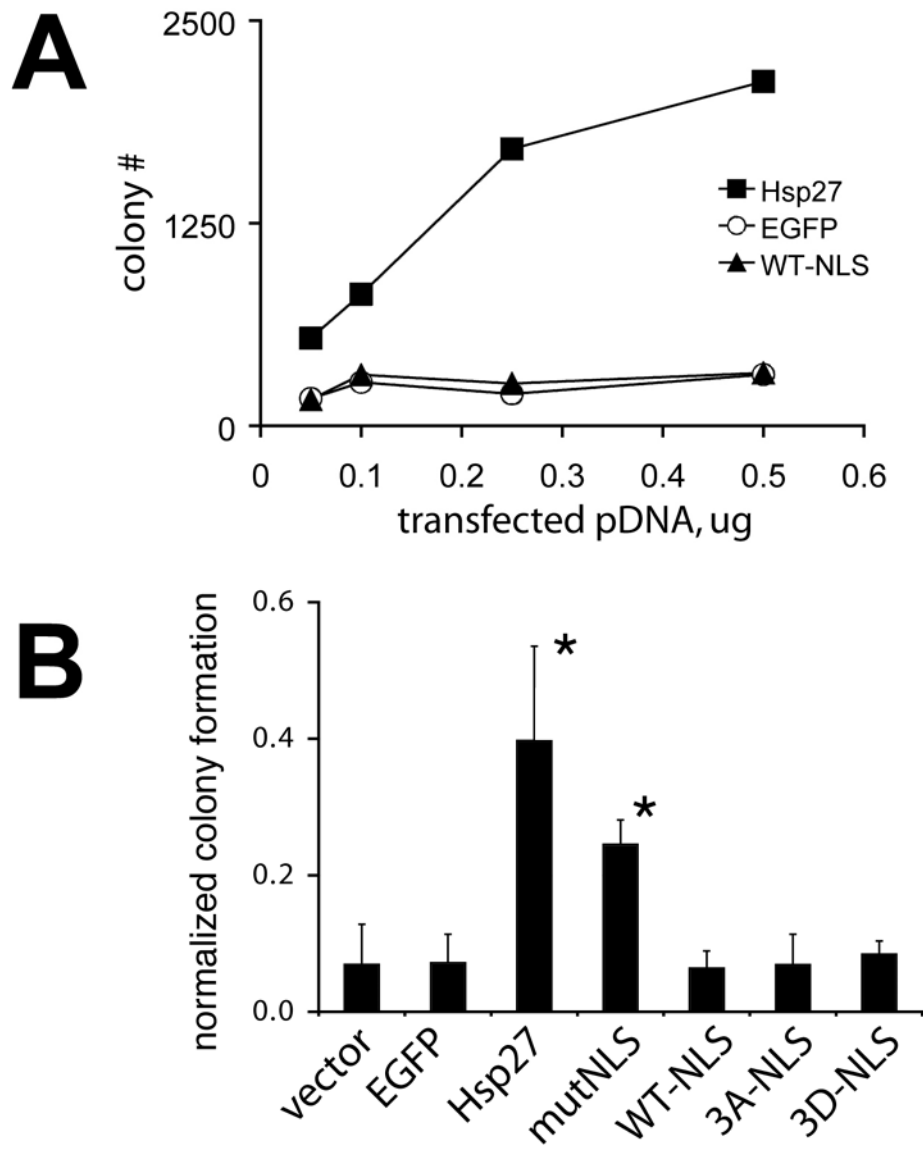 A
colony #
2500
1250
0
0 0.1 0.2 0.3 0.4 0.5 0.6
transfected pDNA, ug
Hsp27
EGFP
WT-NLS
B
normalized colony formation
0.6
0.4
0.2
0.0
*
*
vector EGFP Hsp27 mutNLS WT-NLS 3A-NLS 3D-NLS